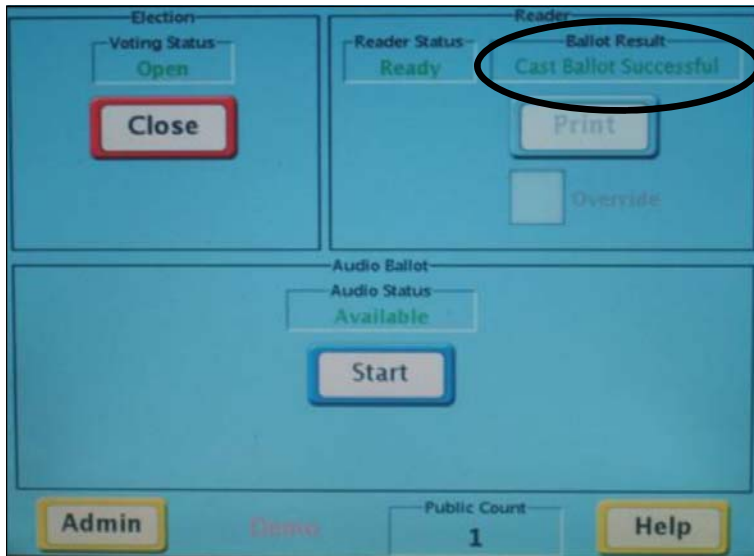 Election
Voting Status
Open
Close
Reader
Reader Status
Ready
Ballot Result
Cast Ballot Successful
Print
Override
Audio Ballot
Audio Status
Available
Start
Admin
Demo
Public Count
1
Help